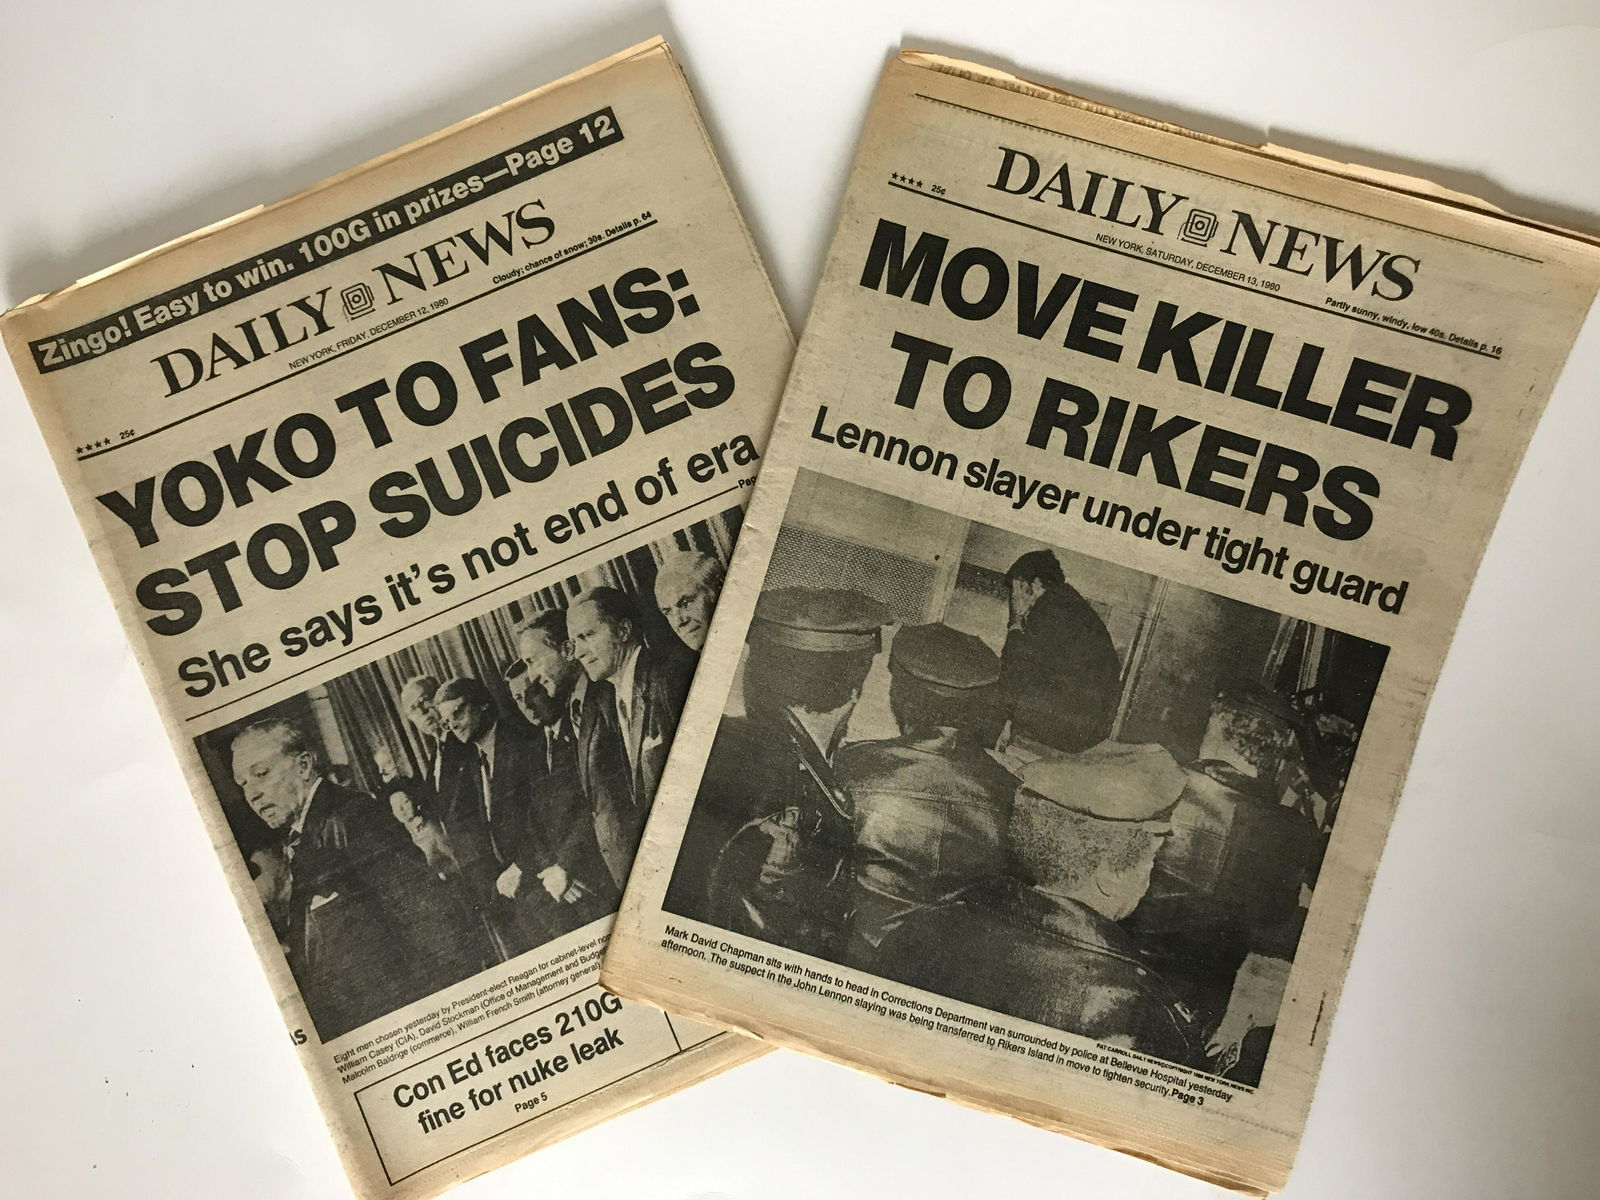 Zingo! Easy to win. 100G in prizes—Page 12
DAILY NEWS
★★★★ 25¢
NEW YORK, FRIDAY, DECEMBER 12, 1980
Cloudy; chance of snow; 30s. Details p. 64
YOKO TO FANS:
STOP SUICIDES
She says it's not end of era
Eight men chosen yesterday by President-elect Reagan for cabinet-level
William Casey (CIA), David Stockman (Office of Management and Budget
Malcolm Baldrige (commerce), William French Smith (attorney general)
Con Ed faces 210G
fine for nuke leak
Page 5
DAILY NEWS
★★★★ 25¢
NEW YORK, SATURDAY, DECEMBER 13, 1980
Partly sunny, windy, low 40s. Details p. 16
MOVE KILLER
TO RIKERS
Lennon slayer under tight guard
PAT CARROLL DAILY NEWS
Mark David Chapman sits with hands to head in Corrections Department van surrounded by police at Bellevue Hospital yesterday
afternoon. The suspect in the John Lennon slaying was being transferred to Rikers Island in move to tighten security. Page 3